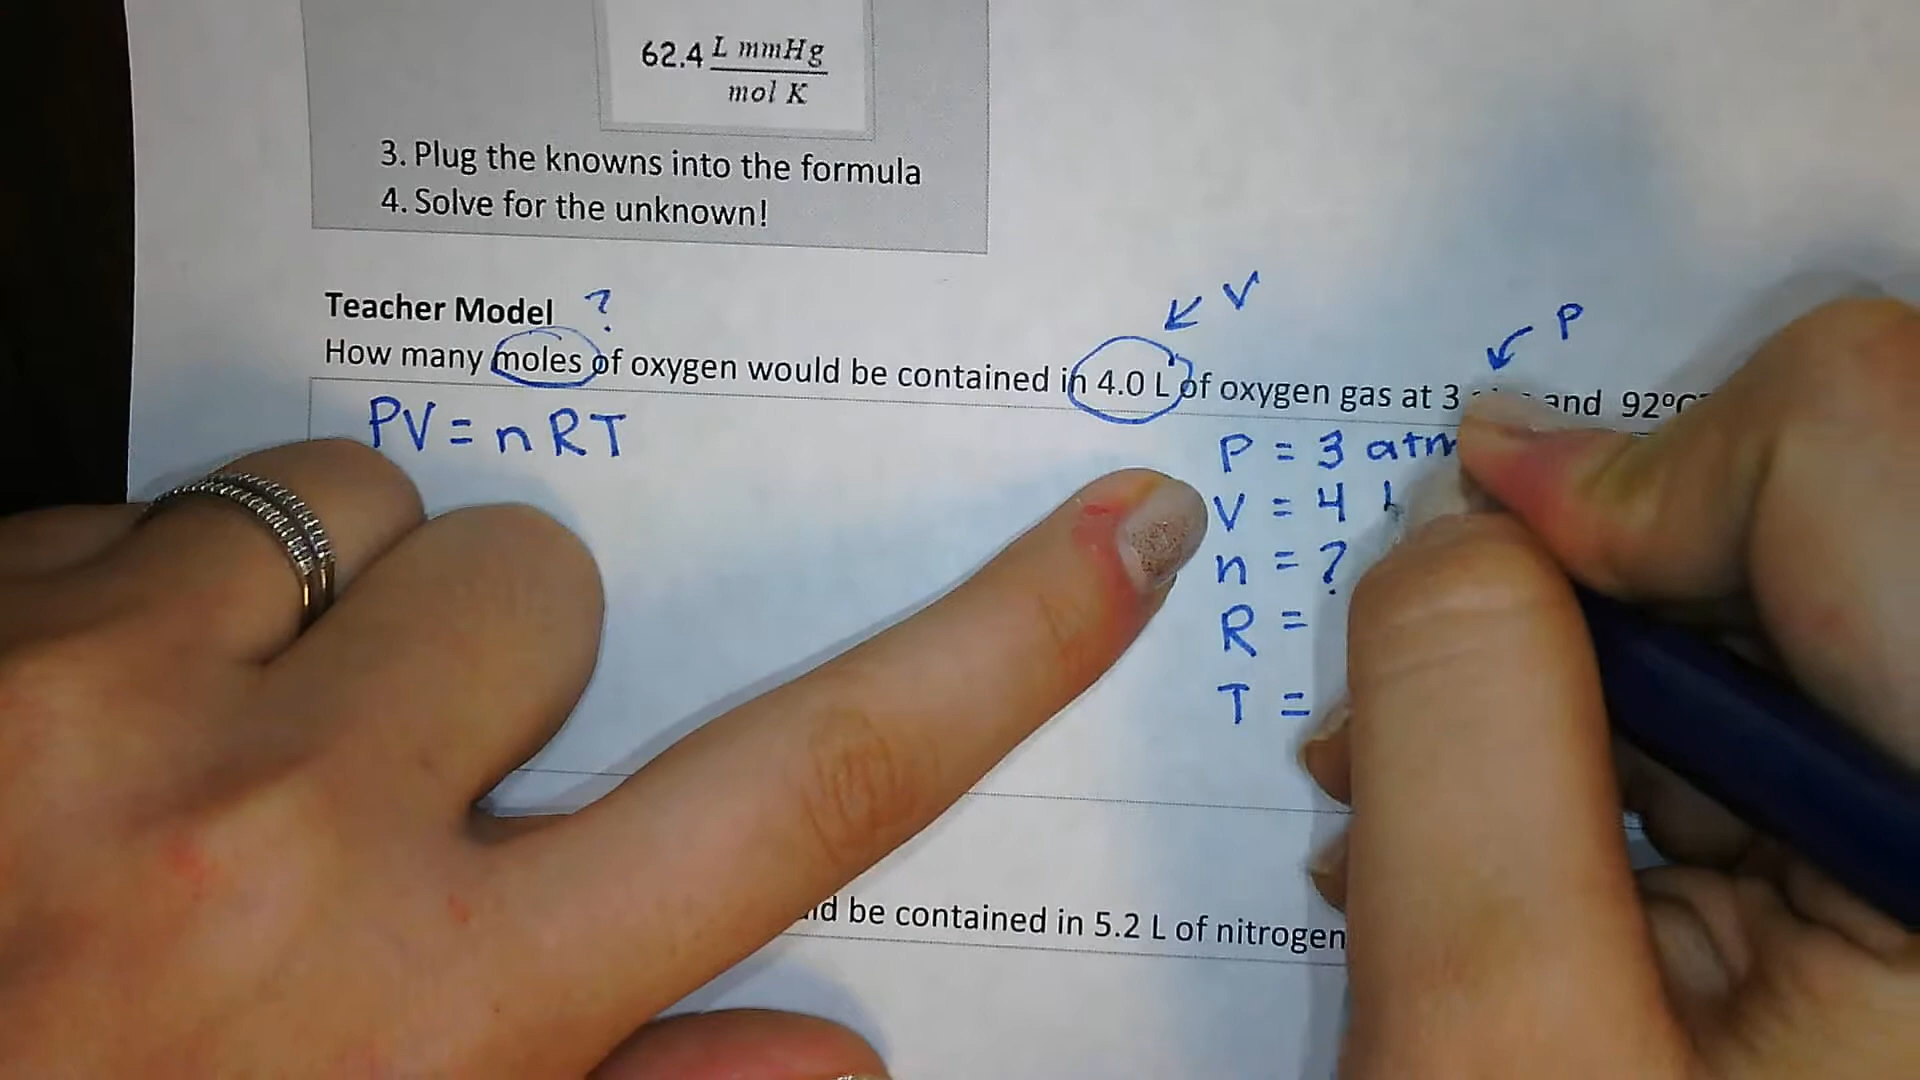 62.4 L mmHg
mol K
3. Plug the knowns into the formula
4. Solve for the unknown!
Teacher Model ?
V
P
How many moles of oxygen would be contained in 4.0 L of oxygen gas at 3 and 92ºC
PV = nRT
P = 3 atm
V = 4 L
n = ?
R =
T =
be contained in 5.2 L of nitrogen